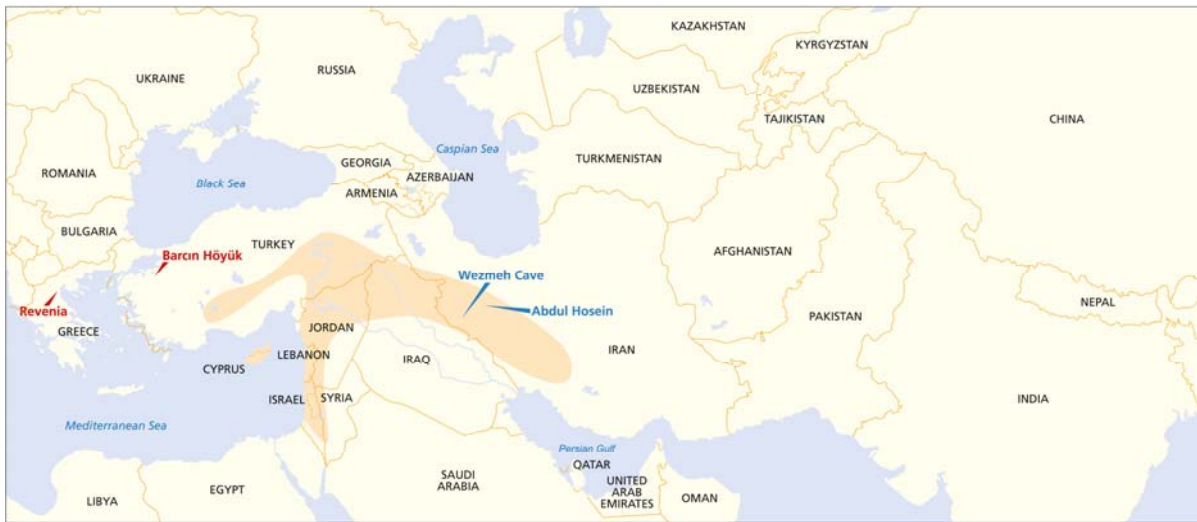 KAZAKHSTAN
KYRGYZSTAN
RUSSIA
UKRAINE
UZBEKISTAN
TAJIKISTAN
CHINA
Caspian Sea
GEORGIA
TURKMENISTAN
ROMANIA
AZERBAIJAN
Black Sea
ARMENIA
BULGARIA
TURKEY
AFGHANISTAN
Barcın Höyük
Wezmeh Cave
NEPAL
Abdul Hosein
Revenia
PAKISTAN
GREECE
JORDAN
IRAN
LEBANON
IRAQ
CYPRUS
ISRAEL
SYRIA
INDIA
Mediterranean Sea
Persian Gulf
QATAR
SAUDI
ARABIA
UNITED
ARAB
EMIRATES
EGYPT
OMAN
LIBYA